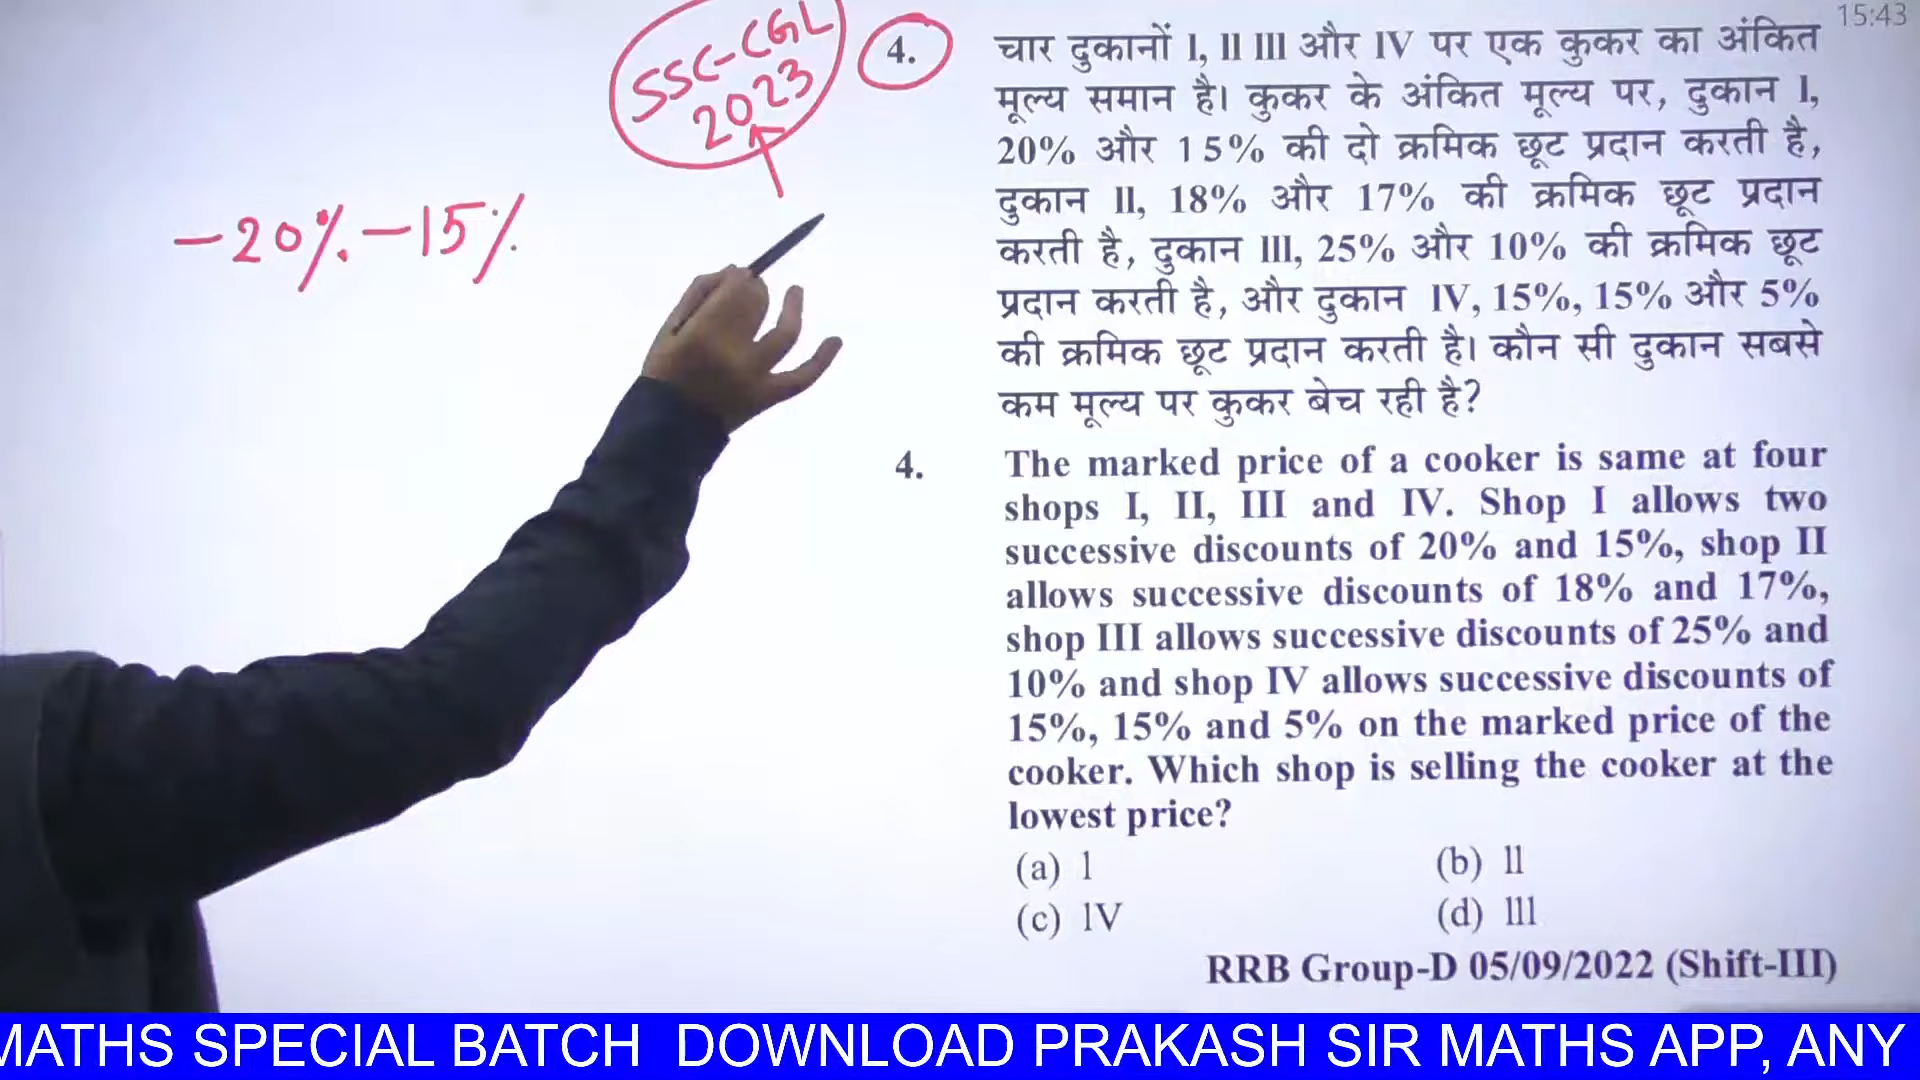 15:43
SSC-CGL
2023
-20% -15%
4. चार दुकानों I, II III और IV पर एक कुकर का अंकित
मूल्य समान है। कुकर के अंकित मूल्य पर, दुकान I,
20% और 15% की दो क्रमिक छूट प्रदान करती है,
दुकान II, 18% और 17% की क्रमिक छूट प्रदान
करती है, दुकान III, 25% और 10% की क्रमिक छूट
प्रदान करती है, और दुकान IV, 15%, 15% और 5%
की क्रमिक छूट प्रदान करती है। कौन सी दुकान सबसे
कम मूल्य पर कुकर बेच रही है?
4. The marked price of a cooker is same at four
shops I, II, III and IV. Shop I allows two
successive discounts of 20% and 15%, shop II
allows successive discounts of 18% and 17%,
shop III allows successive discounts of 25% and
10% and shop IV allows successive discounts of
15%, 15% and 5% on the marked price of the
cooker. Which shop is selling the cooker at the
lowest price?
(a) I (b) II
(c) IV (d) III
RRB Group-D 05/09/2022 (Shift-III)
MATHS SPECIAL BATCH DOWNLOAD PRAKASH SIR MATHS APP, ANY